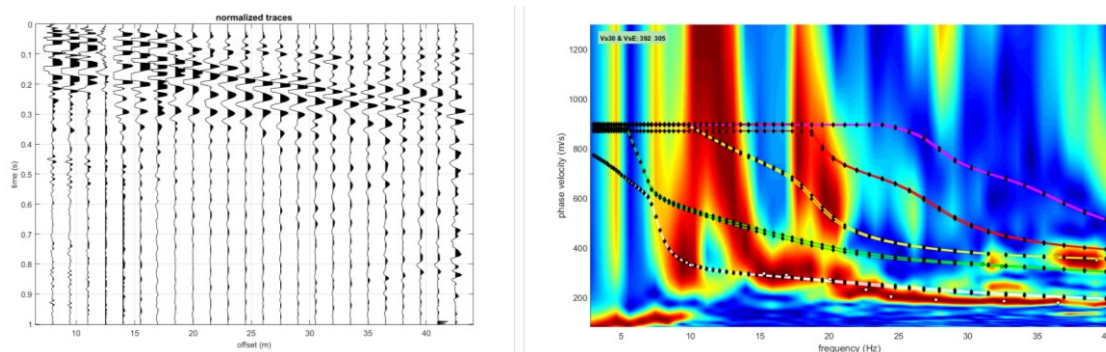 normalized traces
0
0.1
0.2
0.3
0.4
0.5
0.6
0.7
0.8
0.9
1
time (s)
10 15 20 25 30 35 40
offset (m)
Vs30 & VsE: 392 305
1200
1000
800
600
400
200
phase velocity (m/s)
5 10 15 20 25 30 35 40
frequency (Hz)